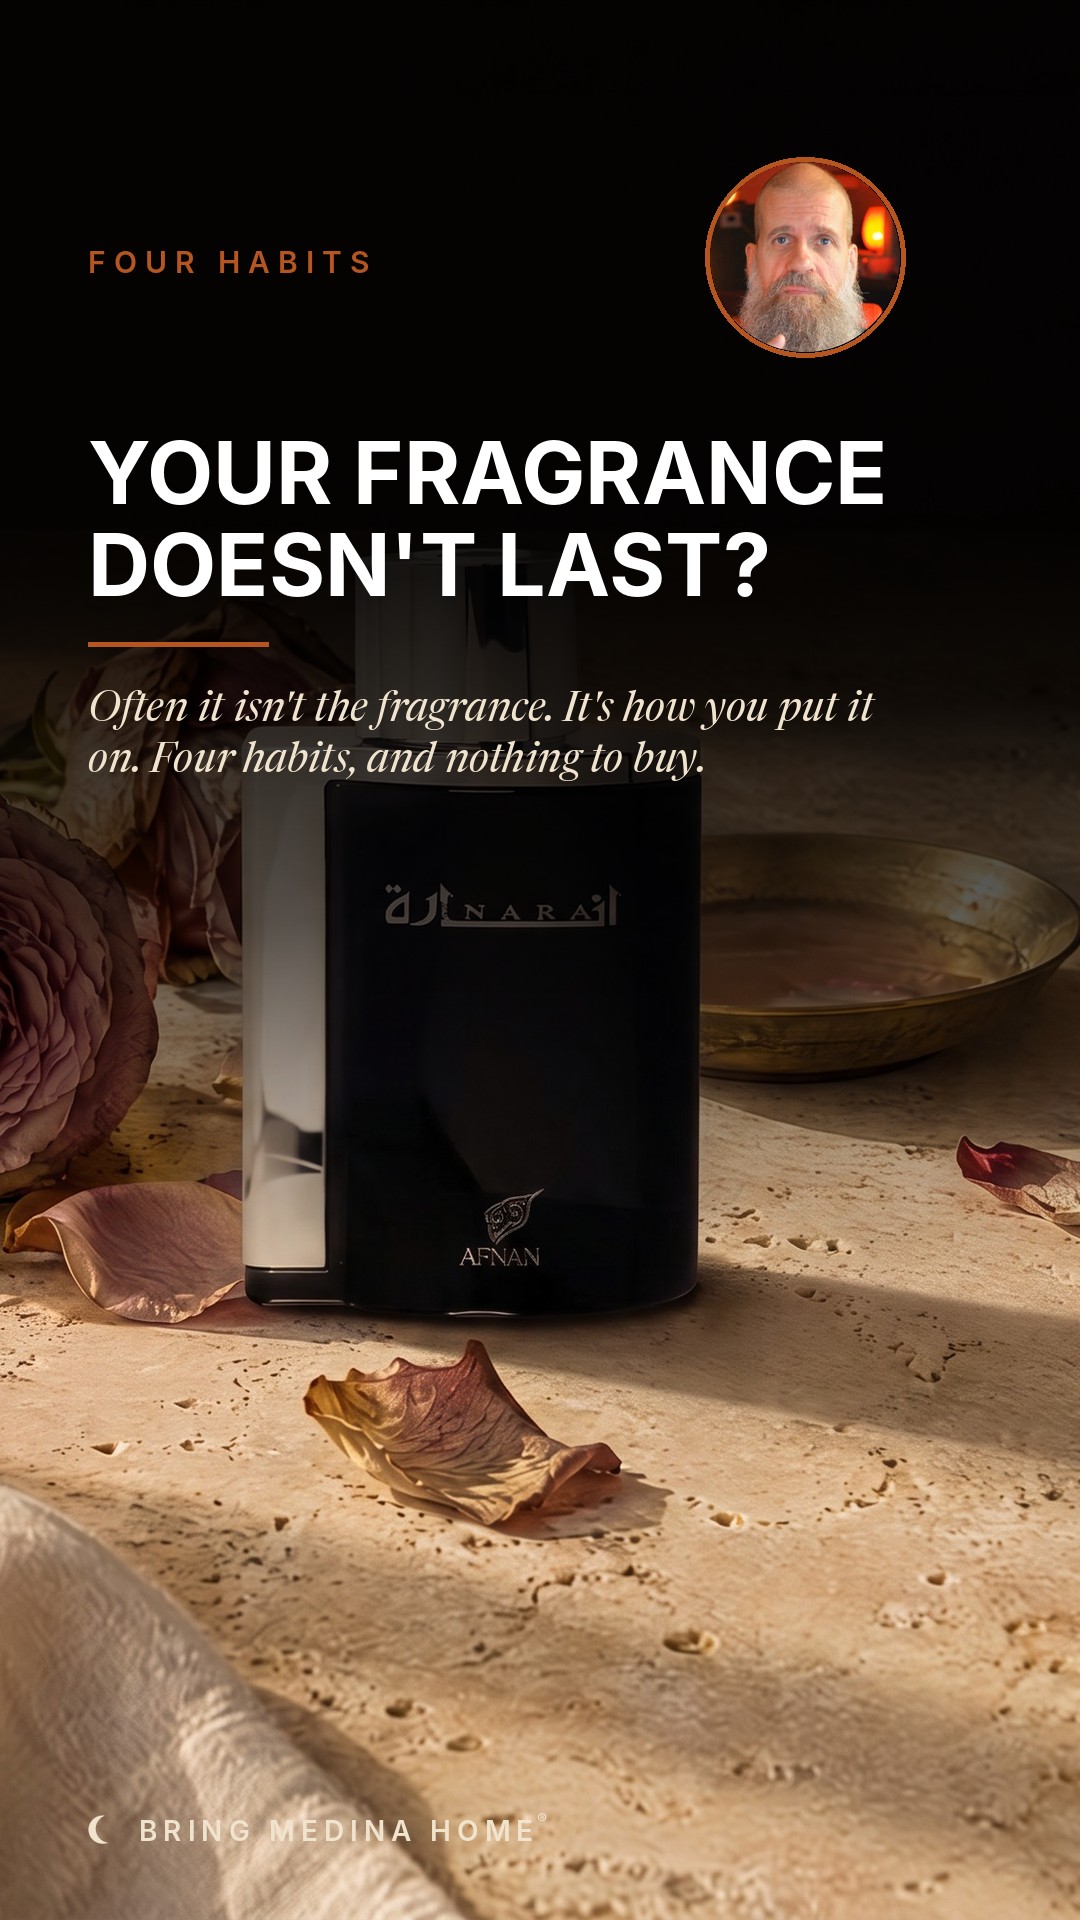 FOUR HABITS
YOUR FRAGRANCE
DOESN'T LAST?
Often it isn't the fragrance. It's how you put it
on. Four habits, and nothing to buy.
انارة NARA
AFNAN
BRING MEDINA HOME®